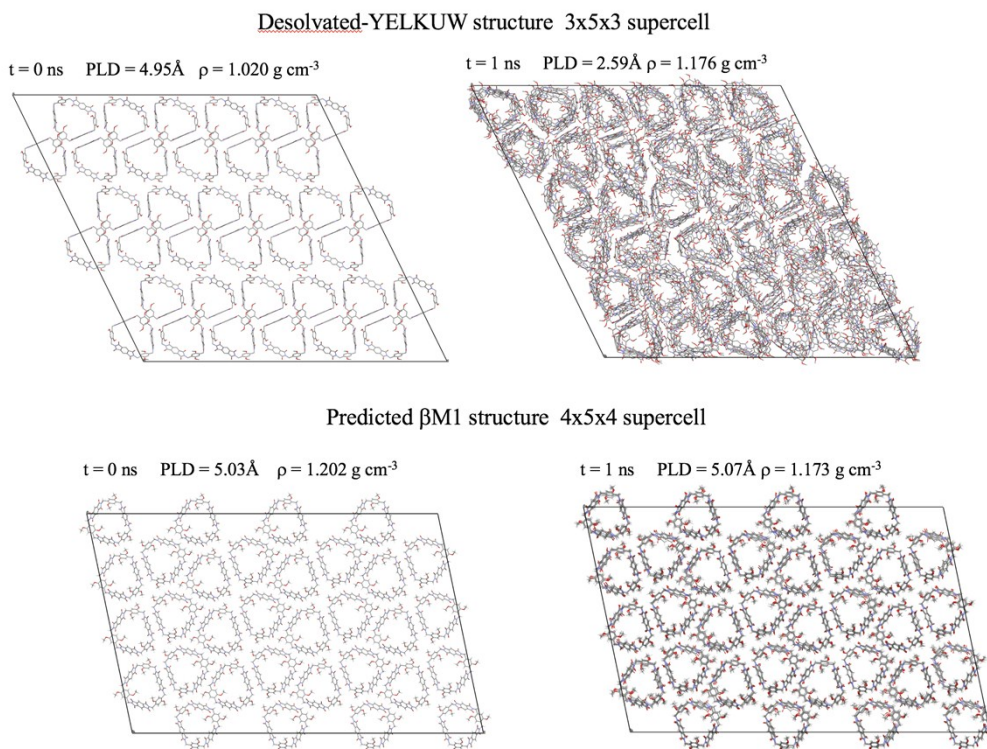 Desolvated-YELKUW structure 3x5x3 supercell
t = 0 ns PLD = 4.95Å ρ = 1.020 g cm⁻³
t = 1 ns PLD = 2.59Å ρ = 1.176 g cm⁻³
Predicted βM1 structure 4x5x4 supercell
t = 0 ns PLD = 5.03Å ρ = 1.202 g cm⁻³
t = 1 ns PLD = 5.07Å ρ = 1.173 g cm⁻³